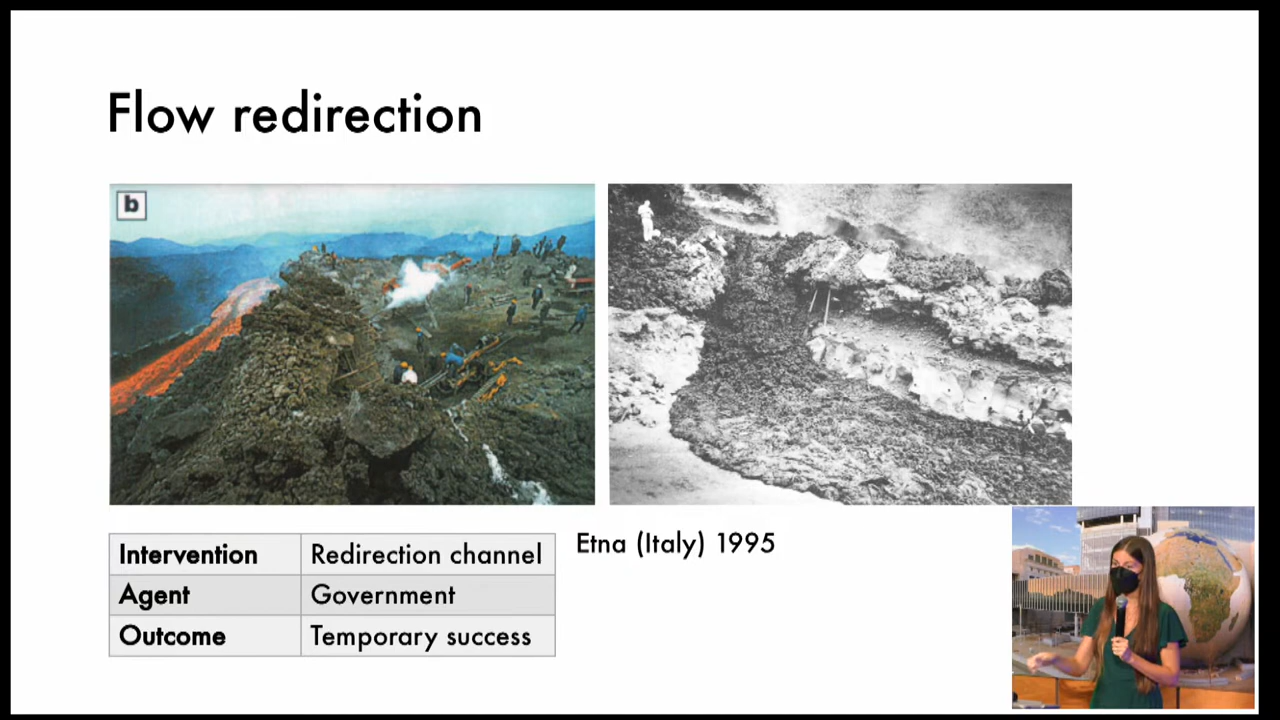 Flow redirection
b
Intervention Redirection channel
Agent Government
Outcome Temporary success
Etna (Italy) 1995